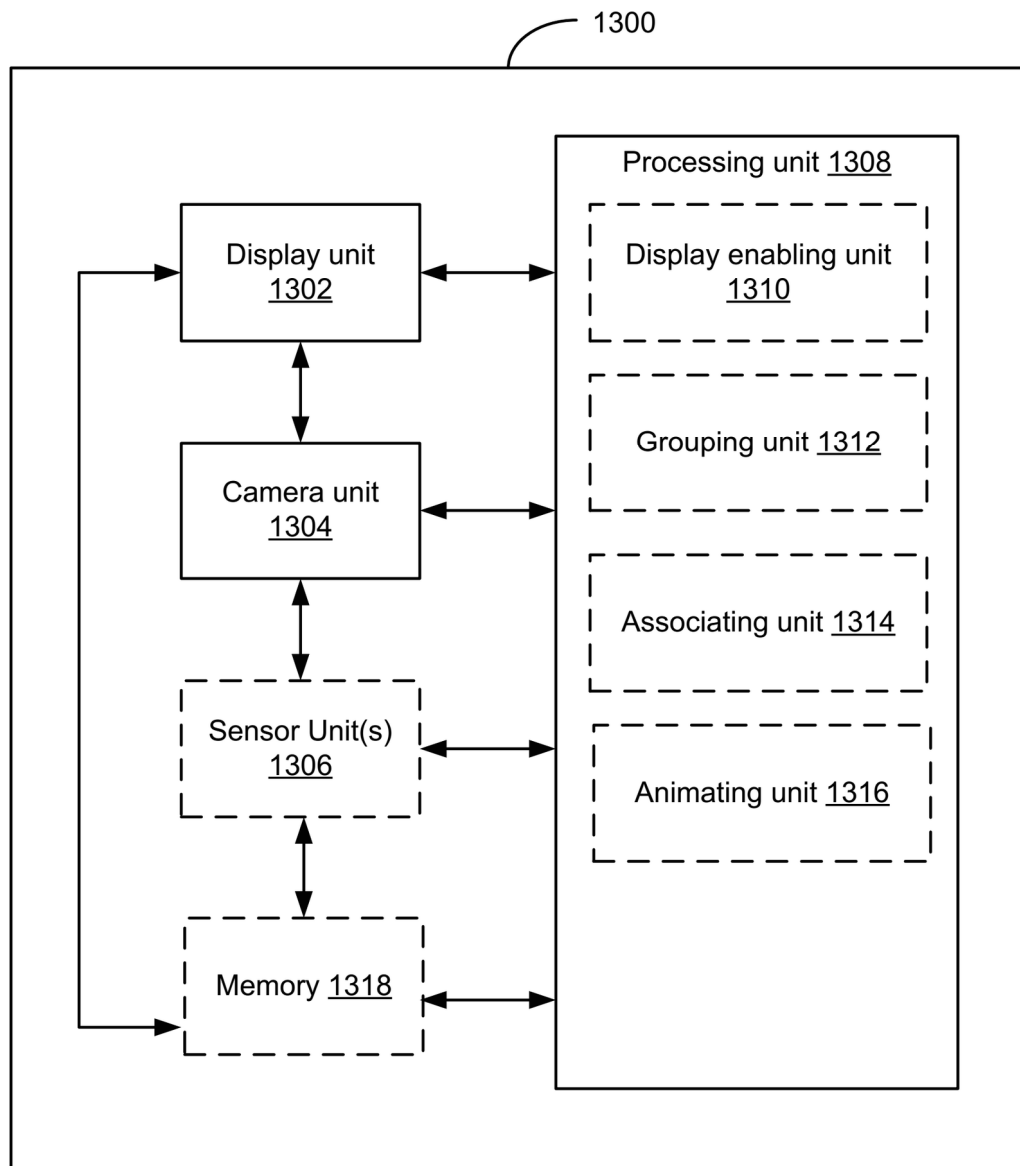 1300
Processing unit 1308
Display unit
1302
Display enabling unit
1310
Camera unit
1304
Grouping unit 1312
Sensor Unit(s)
1306
Associating unit 1314
Animating unit 1316
Memory 1318